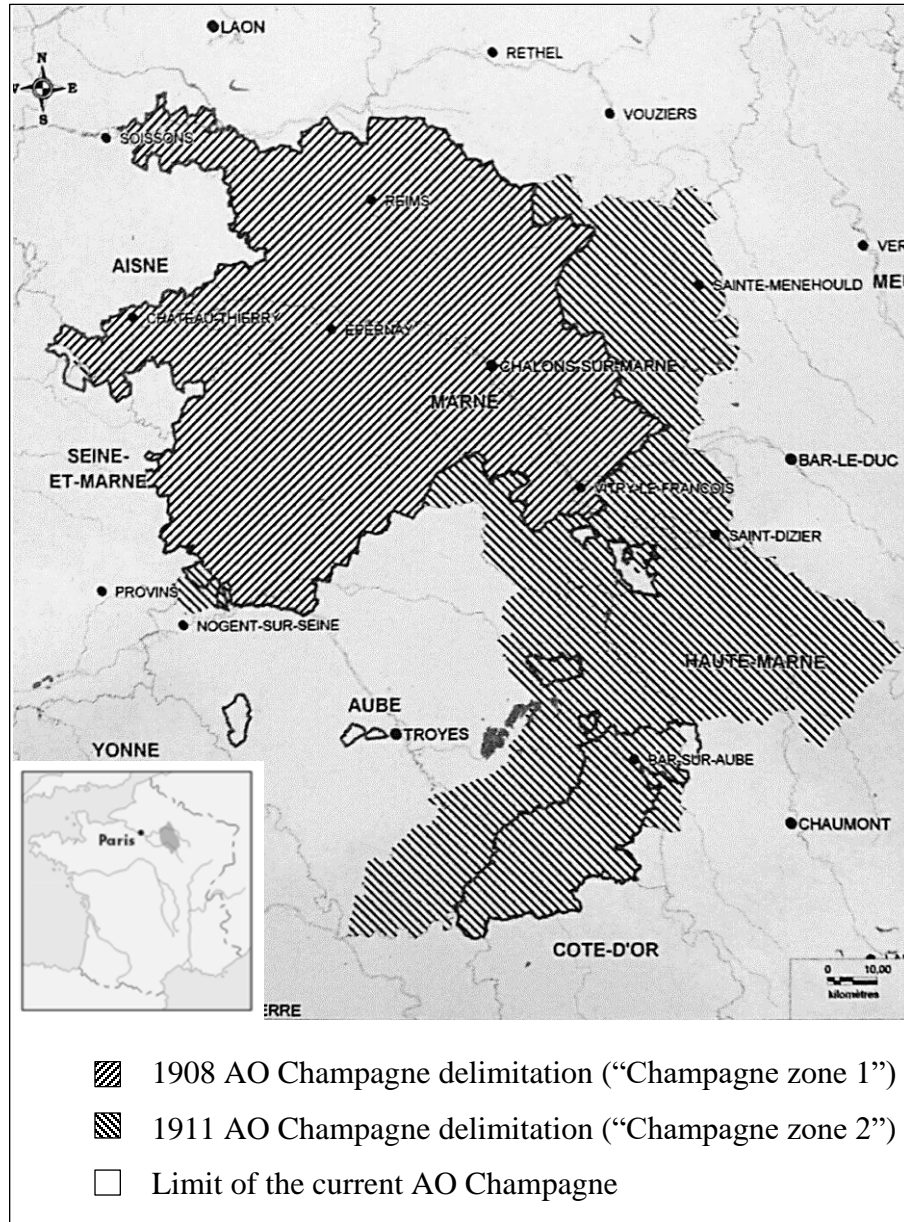 LAON
RETHEL
N
E
S
VOUZIERS
SOISSONS
REIMS
VER
AISNE
SAINTE-MENEHOULD
MEU
CHATEAU-THIERRY
EPERNAY
CHALONS-SUR-MARNE
MARNE
SEINE-
ET-MARNE
BAR-LE-DUC
VITRY-LE-FRANCOIS
SAINT-DIZIER
PROVINS
NOGENT-SUR-SEINE
HAUTE-MARNE
AUBE
TROYES
YONNE
BAR-SUR-AUBE
Paris
CHAUMONT
COTE-D'OR
0 10,00
kilomètres
ERRE
1908 AO Champagne delimitation (“Champagne zone 1”)
1911 AO Champagne delimitation (“Champagne zone 2”)
Limit of the current AO Champagne